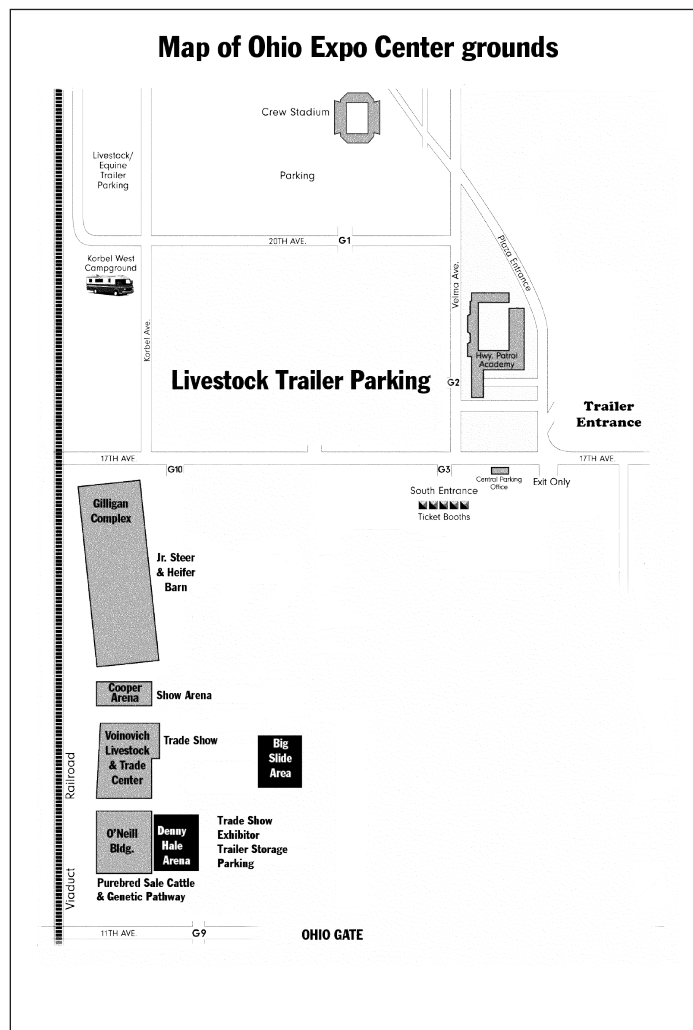 Map of Ohio Expo Center grounds
Crew Stadium
Livestock/
Equine
Trailer
Parking
Parking
20TH AVE.
G1
Plaza Entrance
Korbel West
Campground
Velma Ave.
Korbel Ave.
Hwy. Patrol
Academy
Livestock Trailer Parking
G2
Trailer
Entrance
17TH AVE.
17TH AVE.
G10
G3
Central Parking
Office
Exit Only
South Entrance
Ticket Booths
Gilligan
Complex
Jr. Steer
& Heifer
Barn
Cooper
Arena
Show Arena
Voinovich
Livestock
& Trade
Center
Trade Show
Big
Slide
Area
Railroad
O'Neill
Bldg.
Denny
Hale
Arena
Trade Show
Exhibitor
Trailer Storage
Parking
Viaduct
Purebred Sale Cattle
& Genetic Pathway
11TH AVE.
G9
OHIO GATE